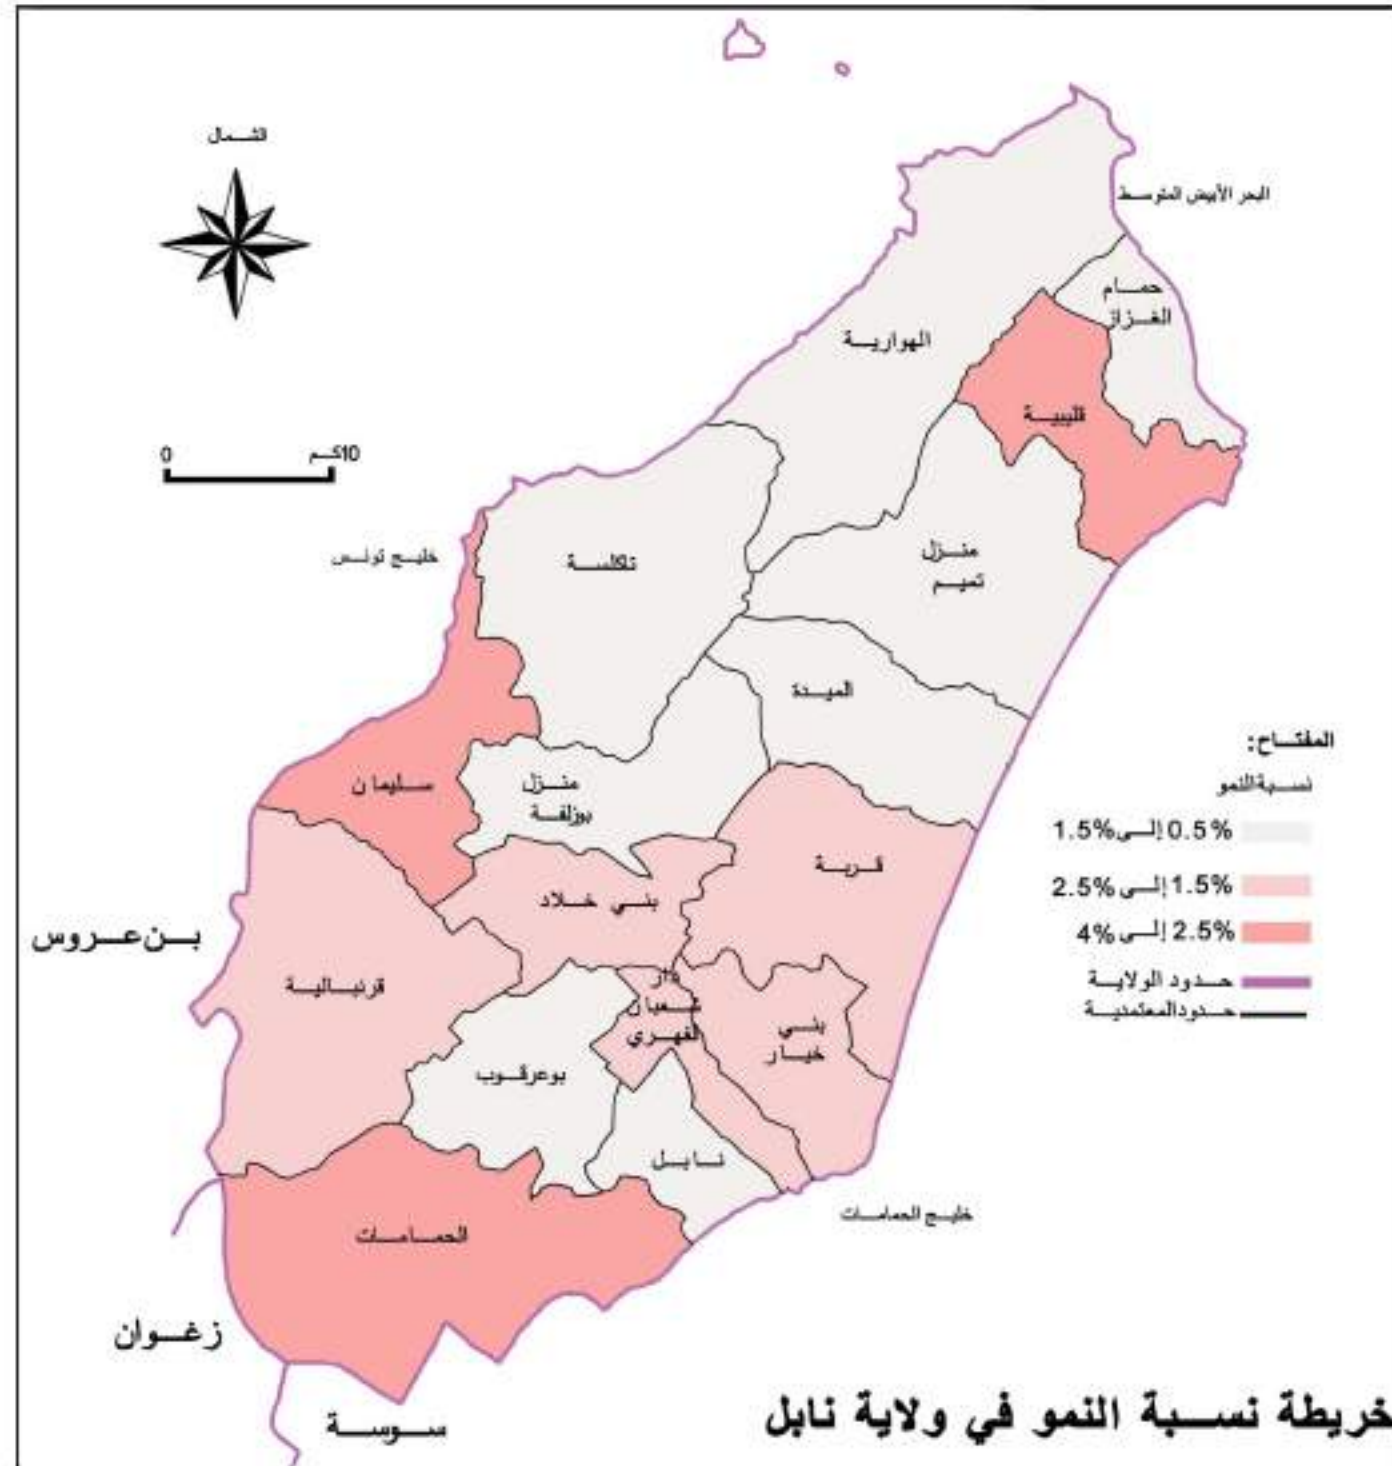 الشمال
البحر الأبيض المتوسط
حمام
الغزاز
الهوارية
قليبية
0
10كم
منزل
تميم
خليج تونس
تاكلسة
الميدة
المفتاح:
نسبة النمو
0.5% إلى 1.5%
1.5% إلى 2.5%
2.5% إلى 4%
حدود الولاية
حدود المعتمدية
سليمان
منزل
بوزلفة
قربة
بني خلاد
بن عروس
قرنبالية
دار
شعبان
الفهري
بني
خيار
بوعرقوب
نابل
خليج الحمامات
الحمامات
زغوان
سوسة
خريطة نسبة النمو في ولاية نابل